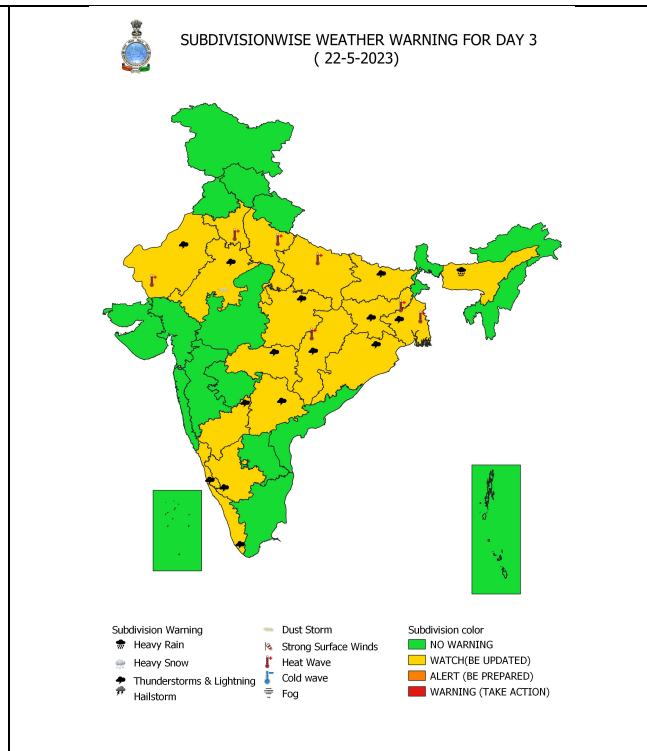 SUBDIVISIONWISE WEATHER WARNING FOR DAY 3
( 22-5-2023)
Subdivision Warning
Heavy Rain
Heavy Snow
Thunderstorms & Lightning
Hailstorm
Dust Storm
Strong Surface Winds
Heat Wave
Cold wave
Fog
Subdivision color
NO WARNING
WATCH(BE UPDATED)
ALERT (BE PREPARED)
WARNING (TAKE ACTION)